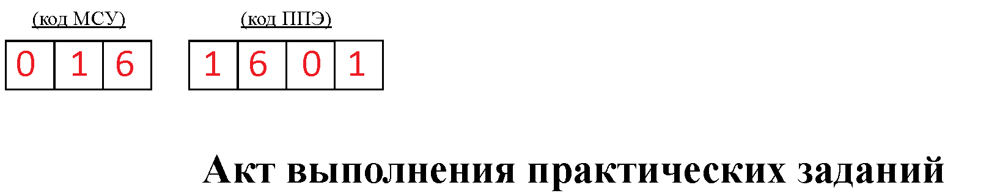 (код МСУ) (код ППЭ)
0 1 6 1 6 0 1
Акт выполнения практических заданий